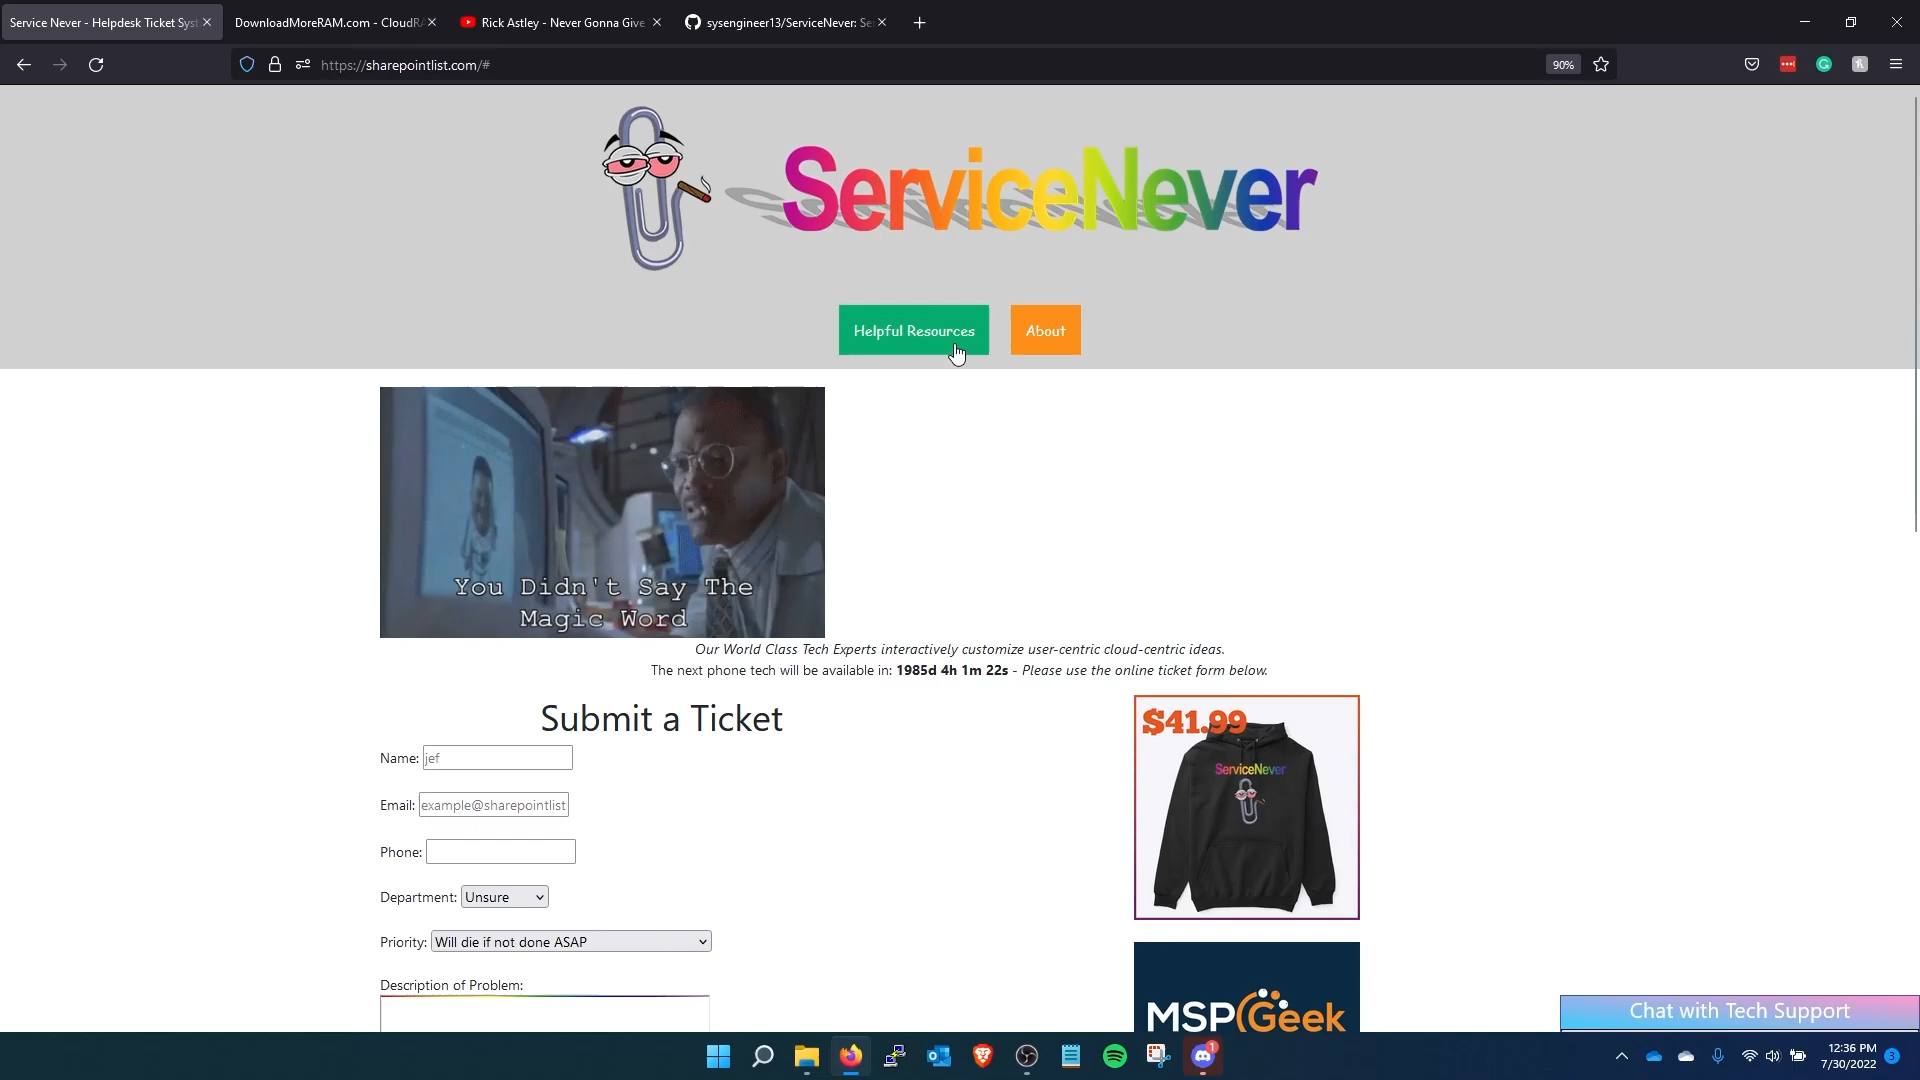 Service Never - Helpdesk Ticket Syst
DownloadMoreRAM.com - CloudRA
Rick Astley - Never Gonna Give
sysengineer13/ServiceNever: Se
https://sharepointlist.com/#
90%
ServiceNever
Helpful Resources
About
You Didn't Say The
Magic Word
Our World Class Tech Experts interactively customize user-centric cloud-centric ideas.
The next phone tech will be available in: 1985d 4h 1m 22s - Please use the online ticket form below.
Submit a Ticket
Name: jef
Email: example@sharepointlist
Phone:
Department: Unsure
Priority: Will die if not done ASAP
Description of Problem:
$41.99
ServiceNever
MSPGeek
Chat with Tech Support
1
12:36 PM
7/30/2022
3